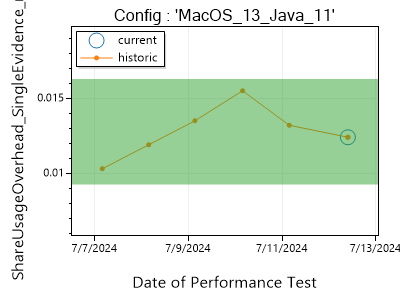 Config : 'MacOS_13_Java_11'
current
historic
0.015
0.01
ShareUsageOverhead_SingleEvidence_
7/7/2024
7/9/2024
7/11/2024
7/13/2024
Date of Performance Test